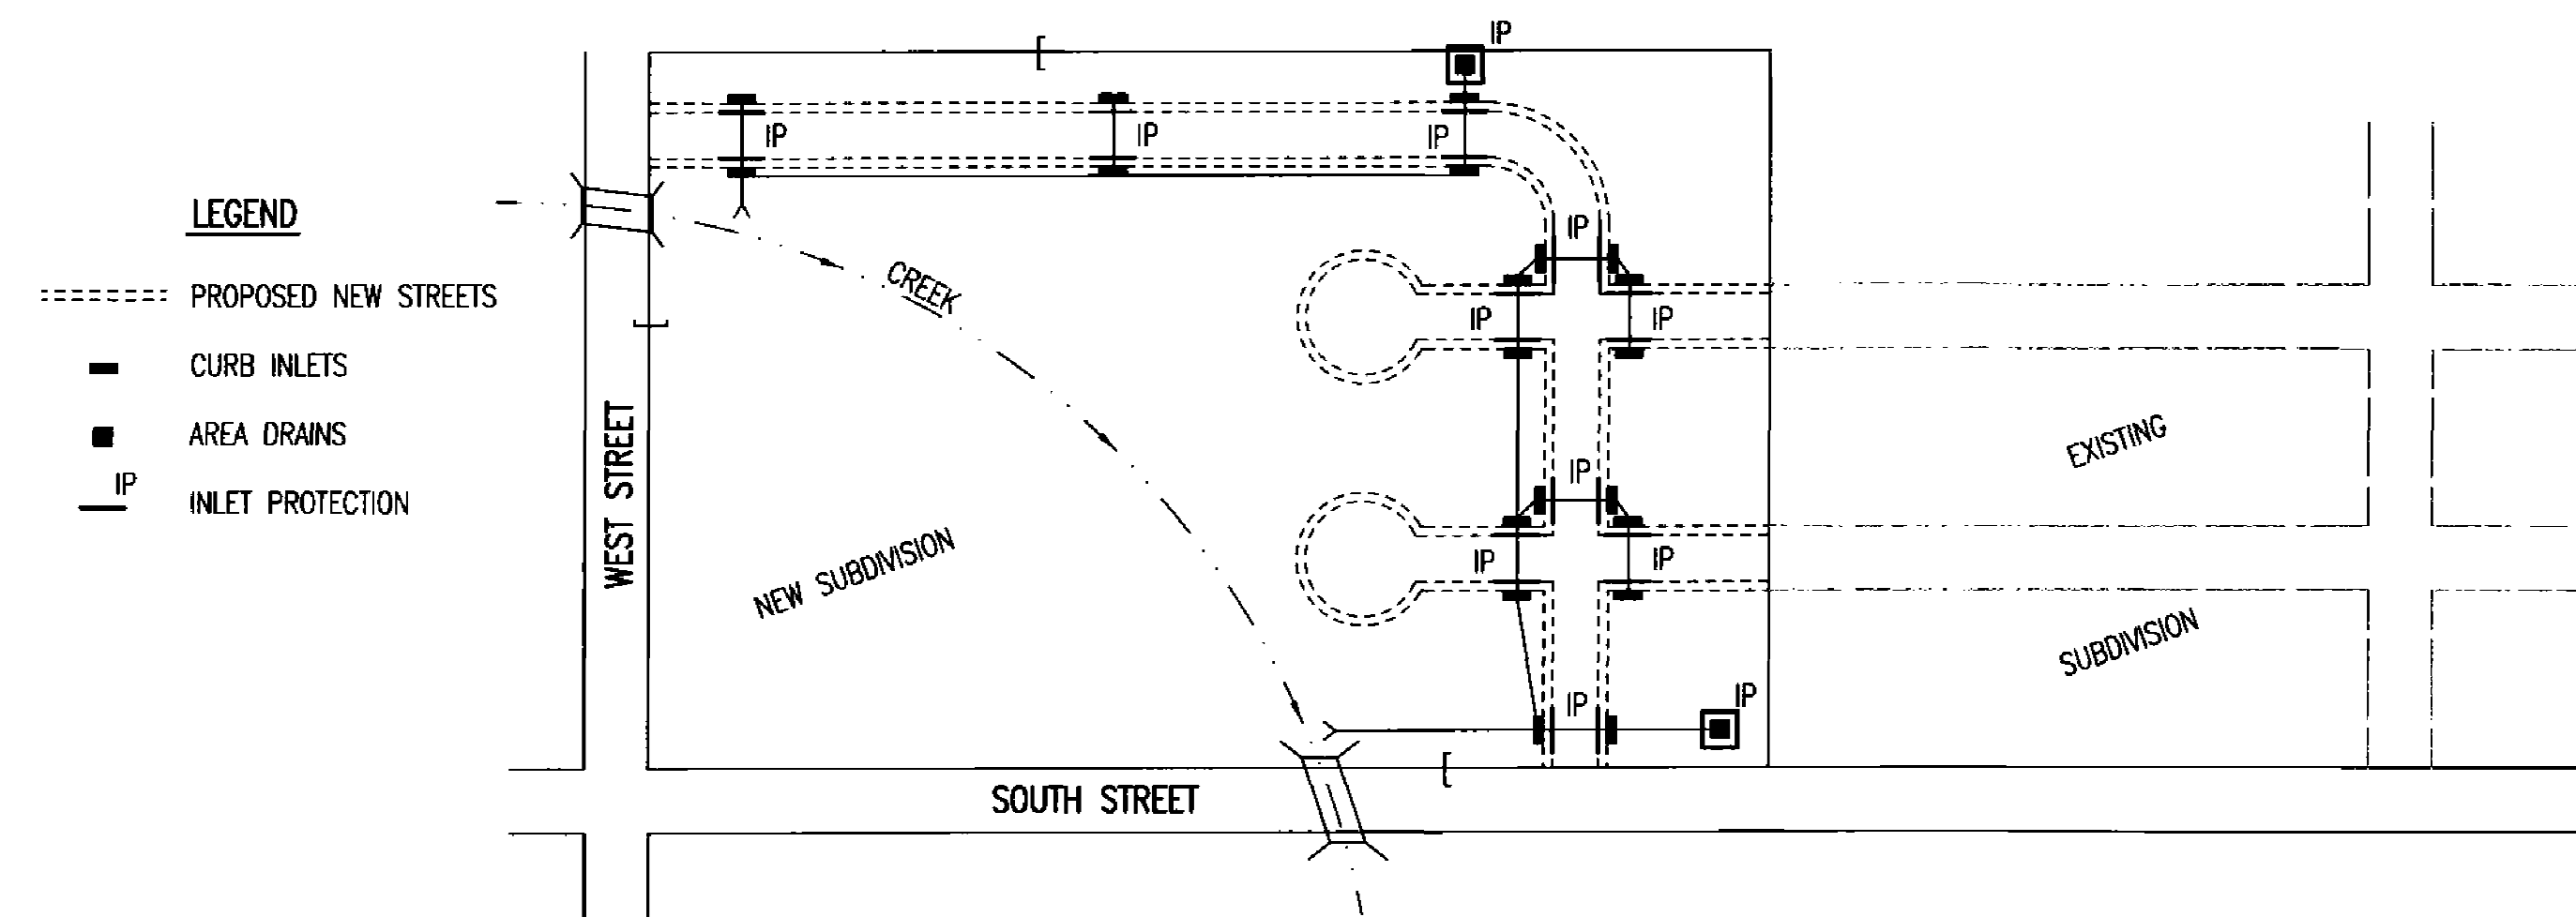 LEGEND
PROPOSED NEW STREETS
CURB INLETS
AREA DRAINS
IP
INLET PROTECTION
WEST STREET
SOUTH STREET
CREEK
NEW SUBDIVISION
EXISTING
SUBDIVISION
IP
IP
IP
IP
IP
IP
IP
IP
IP
IP
IP
IP